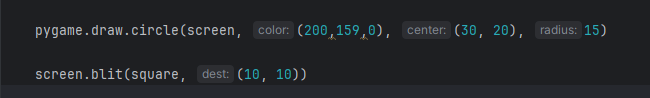 pygame.draw.circle(screen, color: (200,159,0), center: (30, 20), radius: 15)
screen.blit(square, dest: (10, 10))